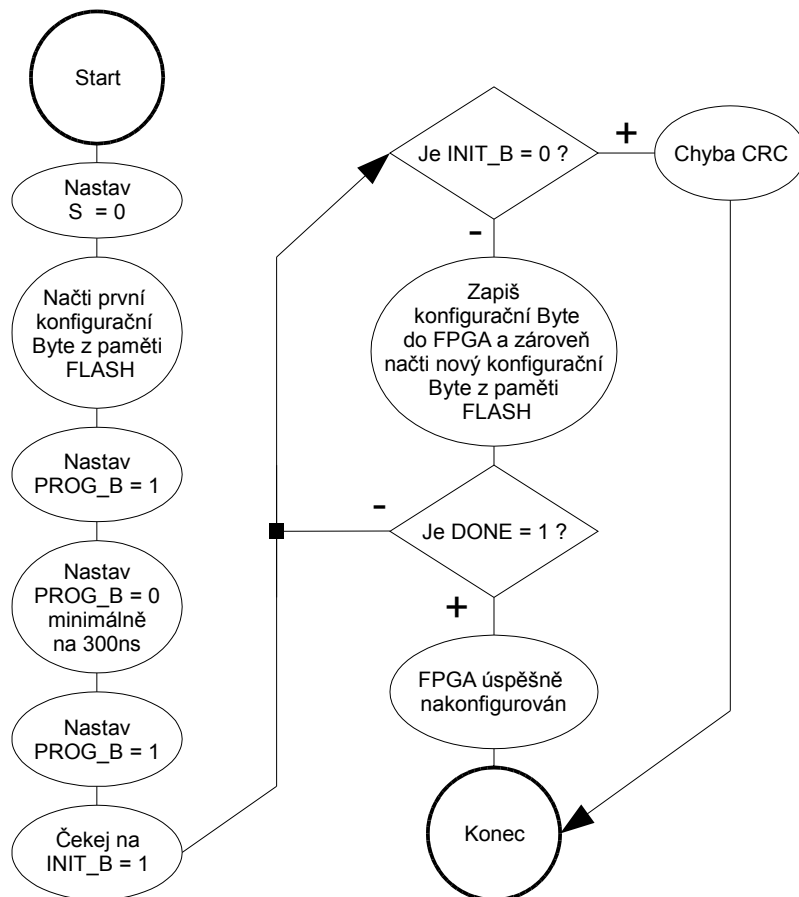 Start
Nastav
S = 0
Načti první
konfigurační
Byte z paměti
FLASH
Nastav
PROG_B = 1
Nastav
PROG_B = 0
minimálně
na 300ns
Nastav
PROG_B = 1
Čekej na
INIT_B = 1
Je INIT_B = 0 ?
+
Chyba CRC
-
Zapiš
konfigurační Byte
do FPGA a zároveň
načti nový konfigurační
Byte z paměti
FLASH
-
Je DONE = 1 ?
+
FPGA úspěšně
nakonfigurován
Konec